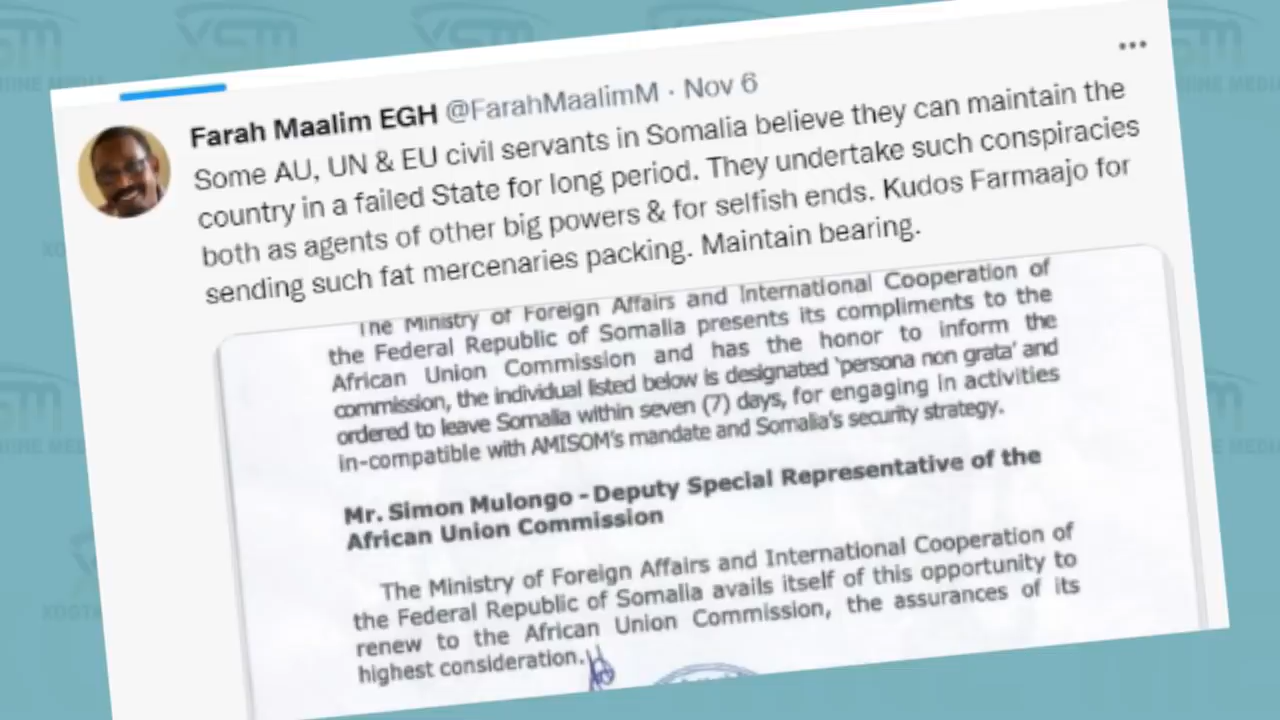 Farah Maalim EGH @FarahMaalimM · Nov 6
Some AU, UN & EU civil servants in Somalia believe they can maintain the
country in a failed State for long period. They undertake such conspiracies
both as agents of other big powers & for selfish ends. Kudos Farmaajo for
sending such fat mercenaries packing. Maintain bearing.
The Ministry of Foreign Affairs and International Cooperation of
the Federal Republic of Somalia presents its compliments to the
African Union Commission and has the honor to inform the
commission, the individual listed below is designated 'persona non grata' and
ordered to leave Somalia within seven (7) days, for engaging in activities
in-compatible with AMISOM's mandate and Somalia's security strategy.
Mr. Simon Mulongo - Deputy Special Representative of the
African Union Commission
The Ministry of Foreign Affairs and International Cooperation of
the Federal Republic of Somalia avails itself of this opportunity to
renew to the African Union Commission, the assurances of its
highest consideration.